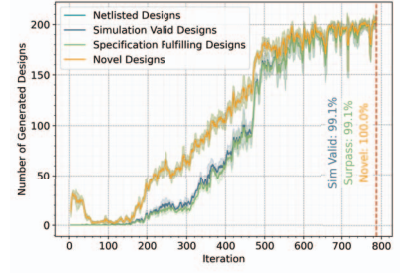 Netlisted Designs
Simulation Valid Designs
Specification Fulfilling Designs
Novel Designs
Number of Generated Designs
200
150
100
50
0
Sim Valid: 99.1%
Surpass: 99.1%
Novel: 100.0%
0 100 200 300 400 500 600 700 800
Iteration